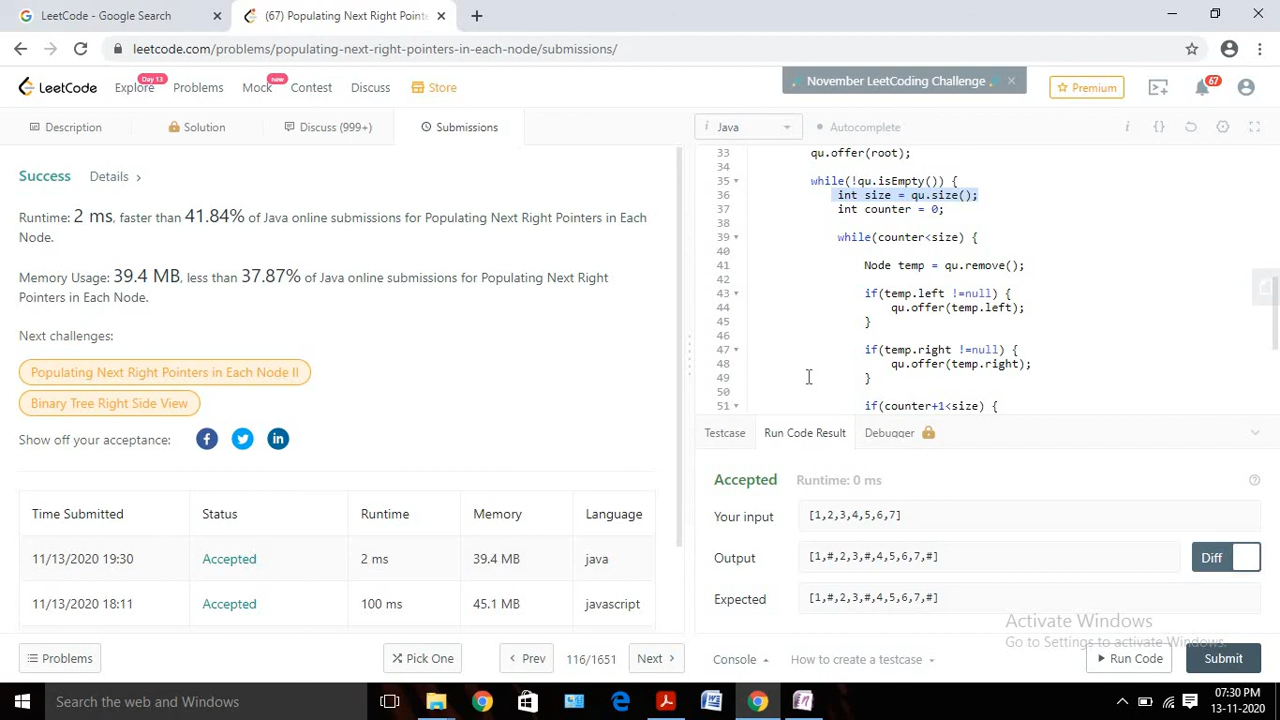 LeetCode - Google Search
(67) Populating Next Right Pointe
leetcode.com/problems/populating-next-right-pointers-in-each-node/submissions/
LeetCode
Explore
Day 13
Problems
Mock
new
Contest
Discuss
Store
November LeetCoding Challenge
Premium
67
Description
Solution
Discuss (999+)
Submissions
Java
Autocomplete
Success
Details
Runtime: 2 ms, faster than 41.84% of Java online submissions for Populating Next Right Pointers in Each
Node.
Memory Usage: 39.4 MB, less than 37.87% of Java online submissions for Populating Next Right
Pointers in Each Node.
Next challenges:
Populating Next Right Pointers in Each Node II
Binary Tree Right Side View
Show off your acceptance:
Time Submitted Status Runtime Memory Language
11/13/2020 19:30 Accepted 2 ms 39.4 MB java
11/13/2020 18:11 Accepted 100 ms 45.1 MB javascript
33 qu.offer(root);
34
35 while(!qu.isEmpty()) {
36 int size = qu.size();
37 int counter = 0;
38
39 while(counter<size) {
40
41 Node temp = qu.remove();
42
43 if(temp.left !=null) {
44 qu.offer(temp.left);
45 }
46
47 if(temp.right !=null) {
48 qu.offer(temp.right);
49 }
50
51 if(counter+1<size) {
Testcase
Run Code Result
Debugger
Accepted Runtime: 0 ms
Your input [1,2,3,4,5,6,7]
Output [1,#,2,3,#,4,5,6,7,#]
Diff
Expected [1,#,2,3,#,4,5,6,7,#]
Activate Windows
Go to Settings to activate Windows.
Problems
Pick One
Prev
116/1651
Next
Console
How to create a testcase
Run Code
Submit
Search the web and Windows
07:30 PM
13-11-2020